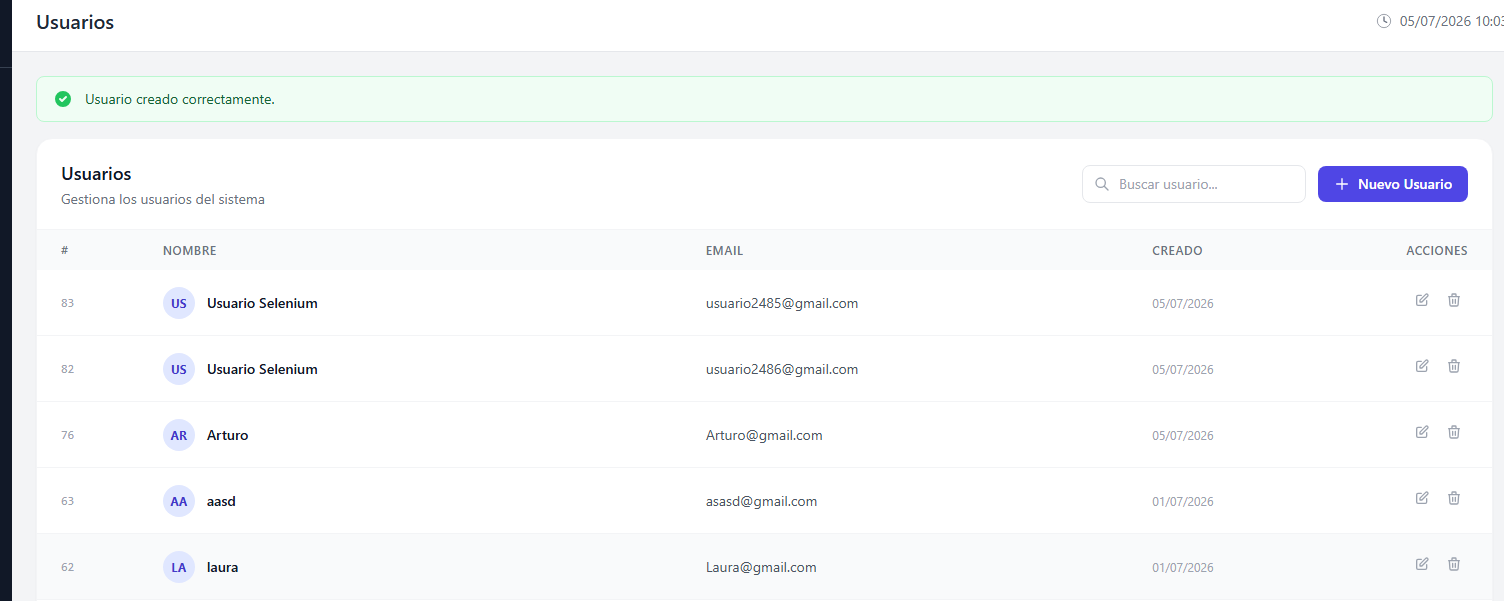 Usuarios
05/07/2026 10:03
Usuario creado correctamente.
Usuarios
Gestiona los usuarios del sistema
Buscar usuario...
Nuevo Usuario
# NOMBRE EMAIL CREADO ACCIONES
83 US Usuario Selenium usuario2485@gmail.com 05/07/2026
82 US Usuario Selenium usuario2486@gmail.com 05/07/2026
76 AR Arturo Arturo@gmail.com 05/07/2026
63 AA aasd asasd@gmail.com 01/07/2026
62 LA laura Laura@gmail.com 01/07/2026